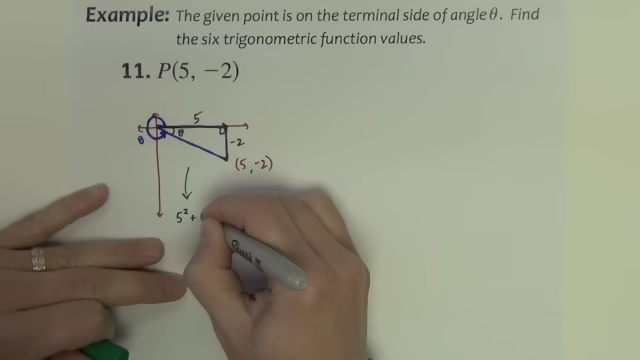 Example: The given point is on the terminal side of angle θ. Find
the six trigonometric function values.
11. P(5, −2)
5
θ
θ
-2
(5, -2)
5² + (